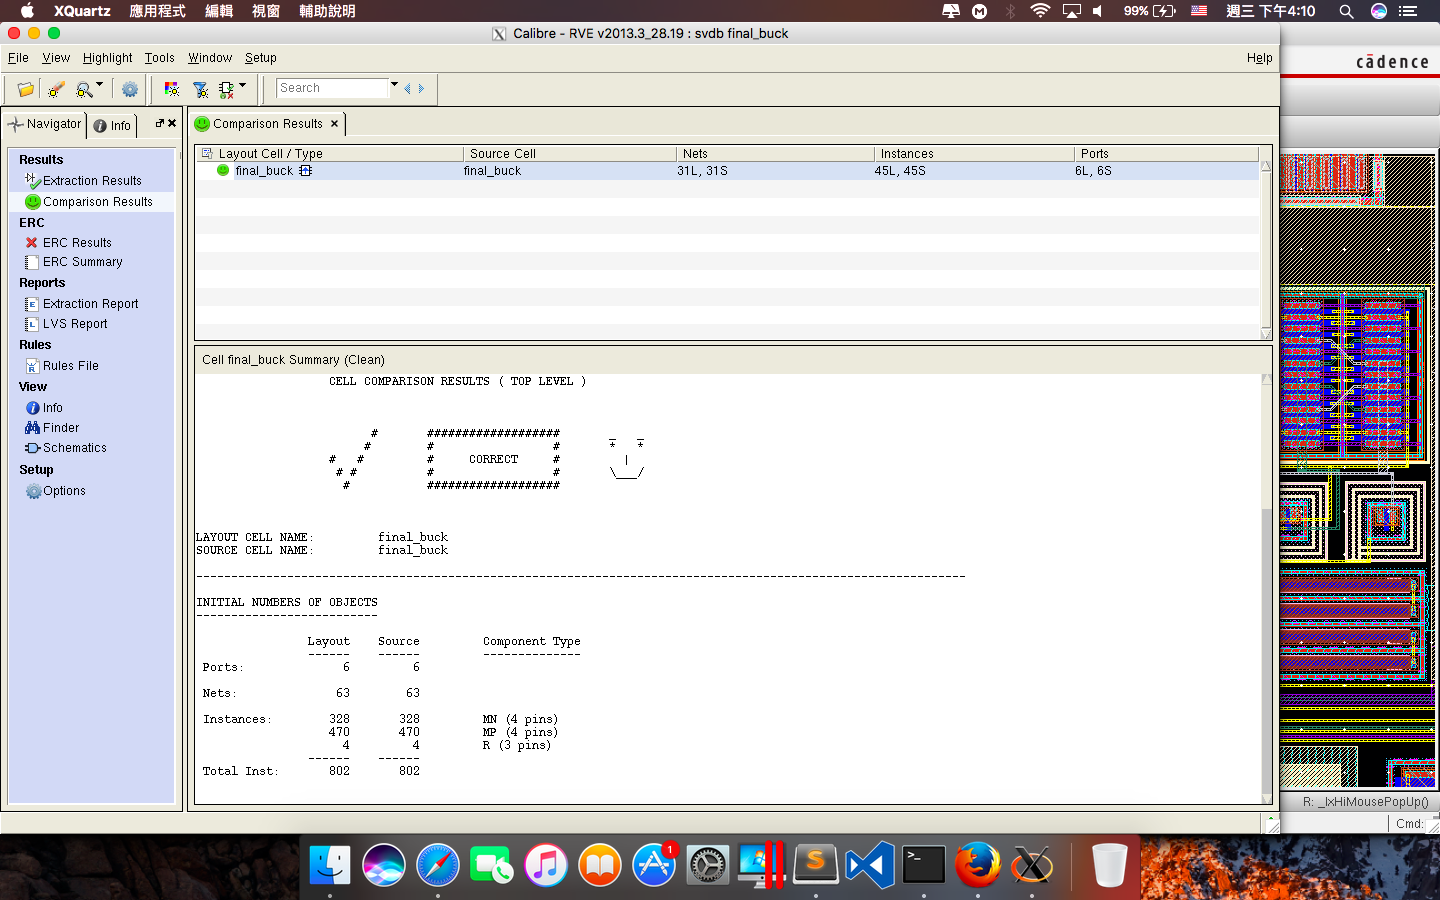 XQuartz 應用程式 編輯 視窗 輔助說明 99% 週三 下午4:10
Calibre - RVE v2013.3_28.19 : svdb final_buck
File View Highlight Tools Window Setup Help
cādence
Search
Navigator Info
Comparison Results
Results
Extraction Results
Comparison Results
ERC
ERC Results
ERC Summary
Reports
Extraction Report
LVS Report
Rules
Rules File
View
Info
Finder
Schematics
Setup
Options
Layout Cell / Type Source Cell Nets Instances Ports
final_buck final_buck 31L, 31S 45L, 45S 6L, 6S
Cell final_buck Summary (Clean)
CELL COMPARISON RESULTS ( TOP LEVEL )
# ################### _ _
# # # * *
# # # CORRECT # |
# # # # \___/
# ###################
LAYOUT CELL NAME: final_buck
SOURCE CELL NAME: final_buck
--------------------------------------------------------------------------------------------------------------
INITIAL NUMBERS OF OBJECTS
--------------------------
Layout Source Component Type
------ ------ --------------
Ports: 6 6
Nets: 63 63
Instances: 328 328 MN (4 pins)
470 470 MP (4 pins)
4 4 R (3 pins)
------ ------
Total Inst: 802 802
R: _lxHiMousePopUp()
Cmd:
1